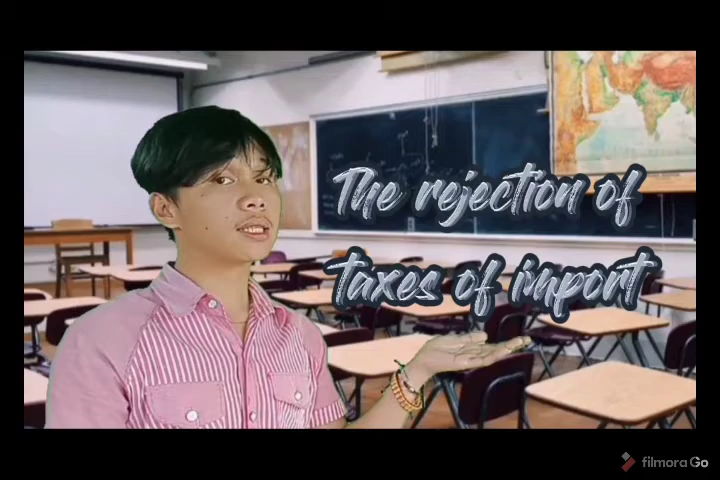 The rejection of
taxes of import
filmora Go